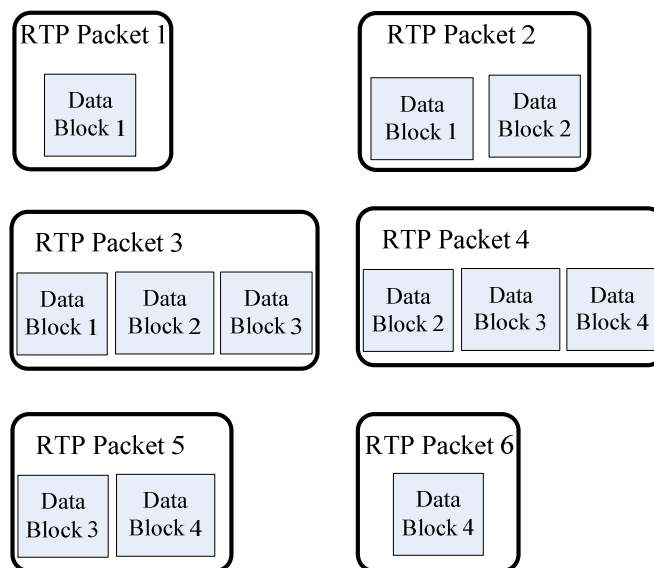 RTP Packet 1
Data
Block 1
RTP Packet 2
Data
Block 1
Data
Block 2
RTP Packet 3
Data
Block 1
Data
Block 2
Data
Block 3
RTP Packet 4
Data
Block 2
Data
Block 3
Data
Block 4
RTP Packet 5
Data
Block 3
Data
Block 4
RTP Packet 6
Data
Block 4